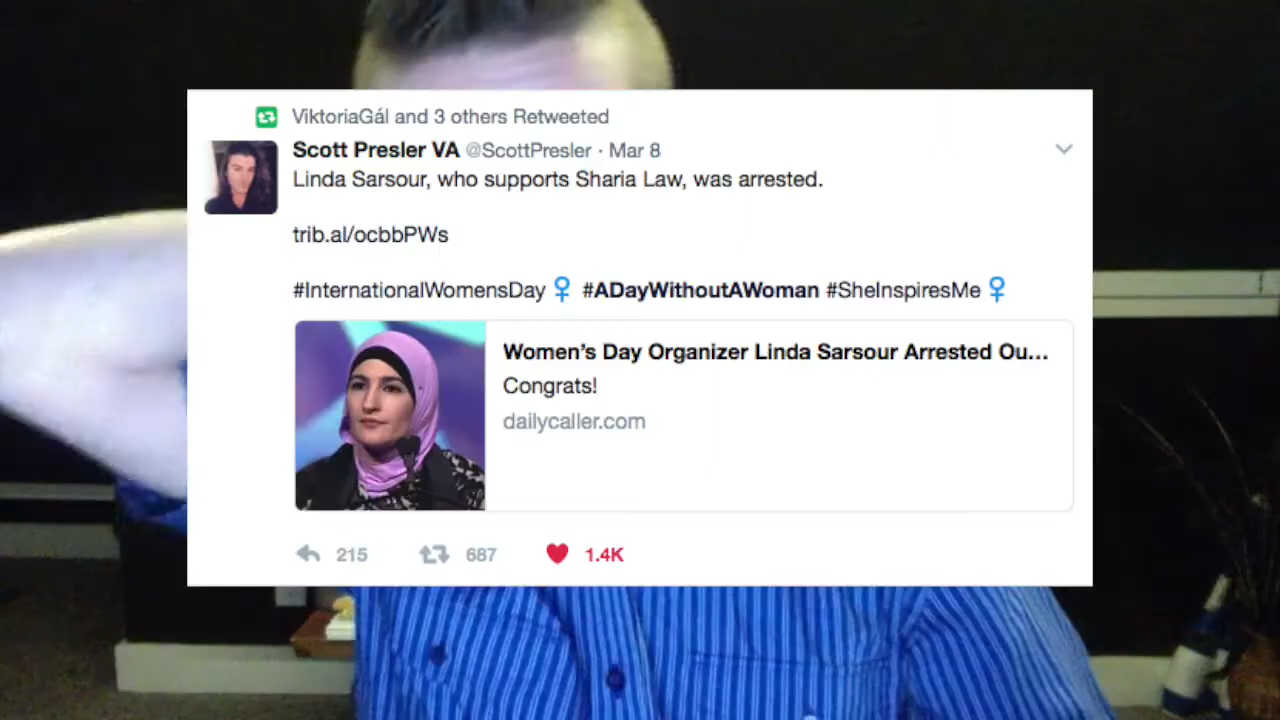 ViktoriaGál and 3 others Retweeted
Scott Presler VA @ScottPresler · Mar 8
Linda Sarsour, who supports Sharia Law, was arrested.
trib.al/ocbbPWs
#InternationalWomensDay ♀ #ADayWithoutAWoman #SheInspiresMe ♀
Women’s Day Organizer Linda Sarsour Arrested Ou...
Congrats!
dailycaller.com
215 687 1.4K